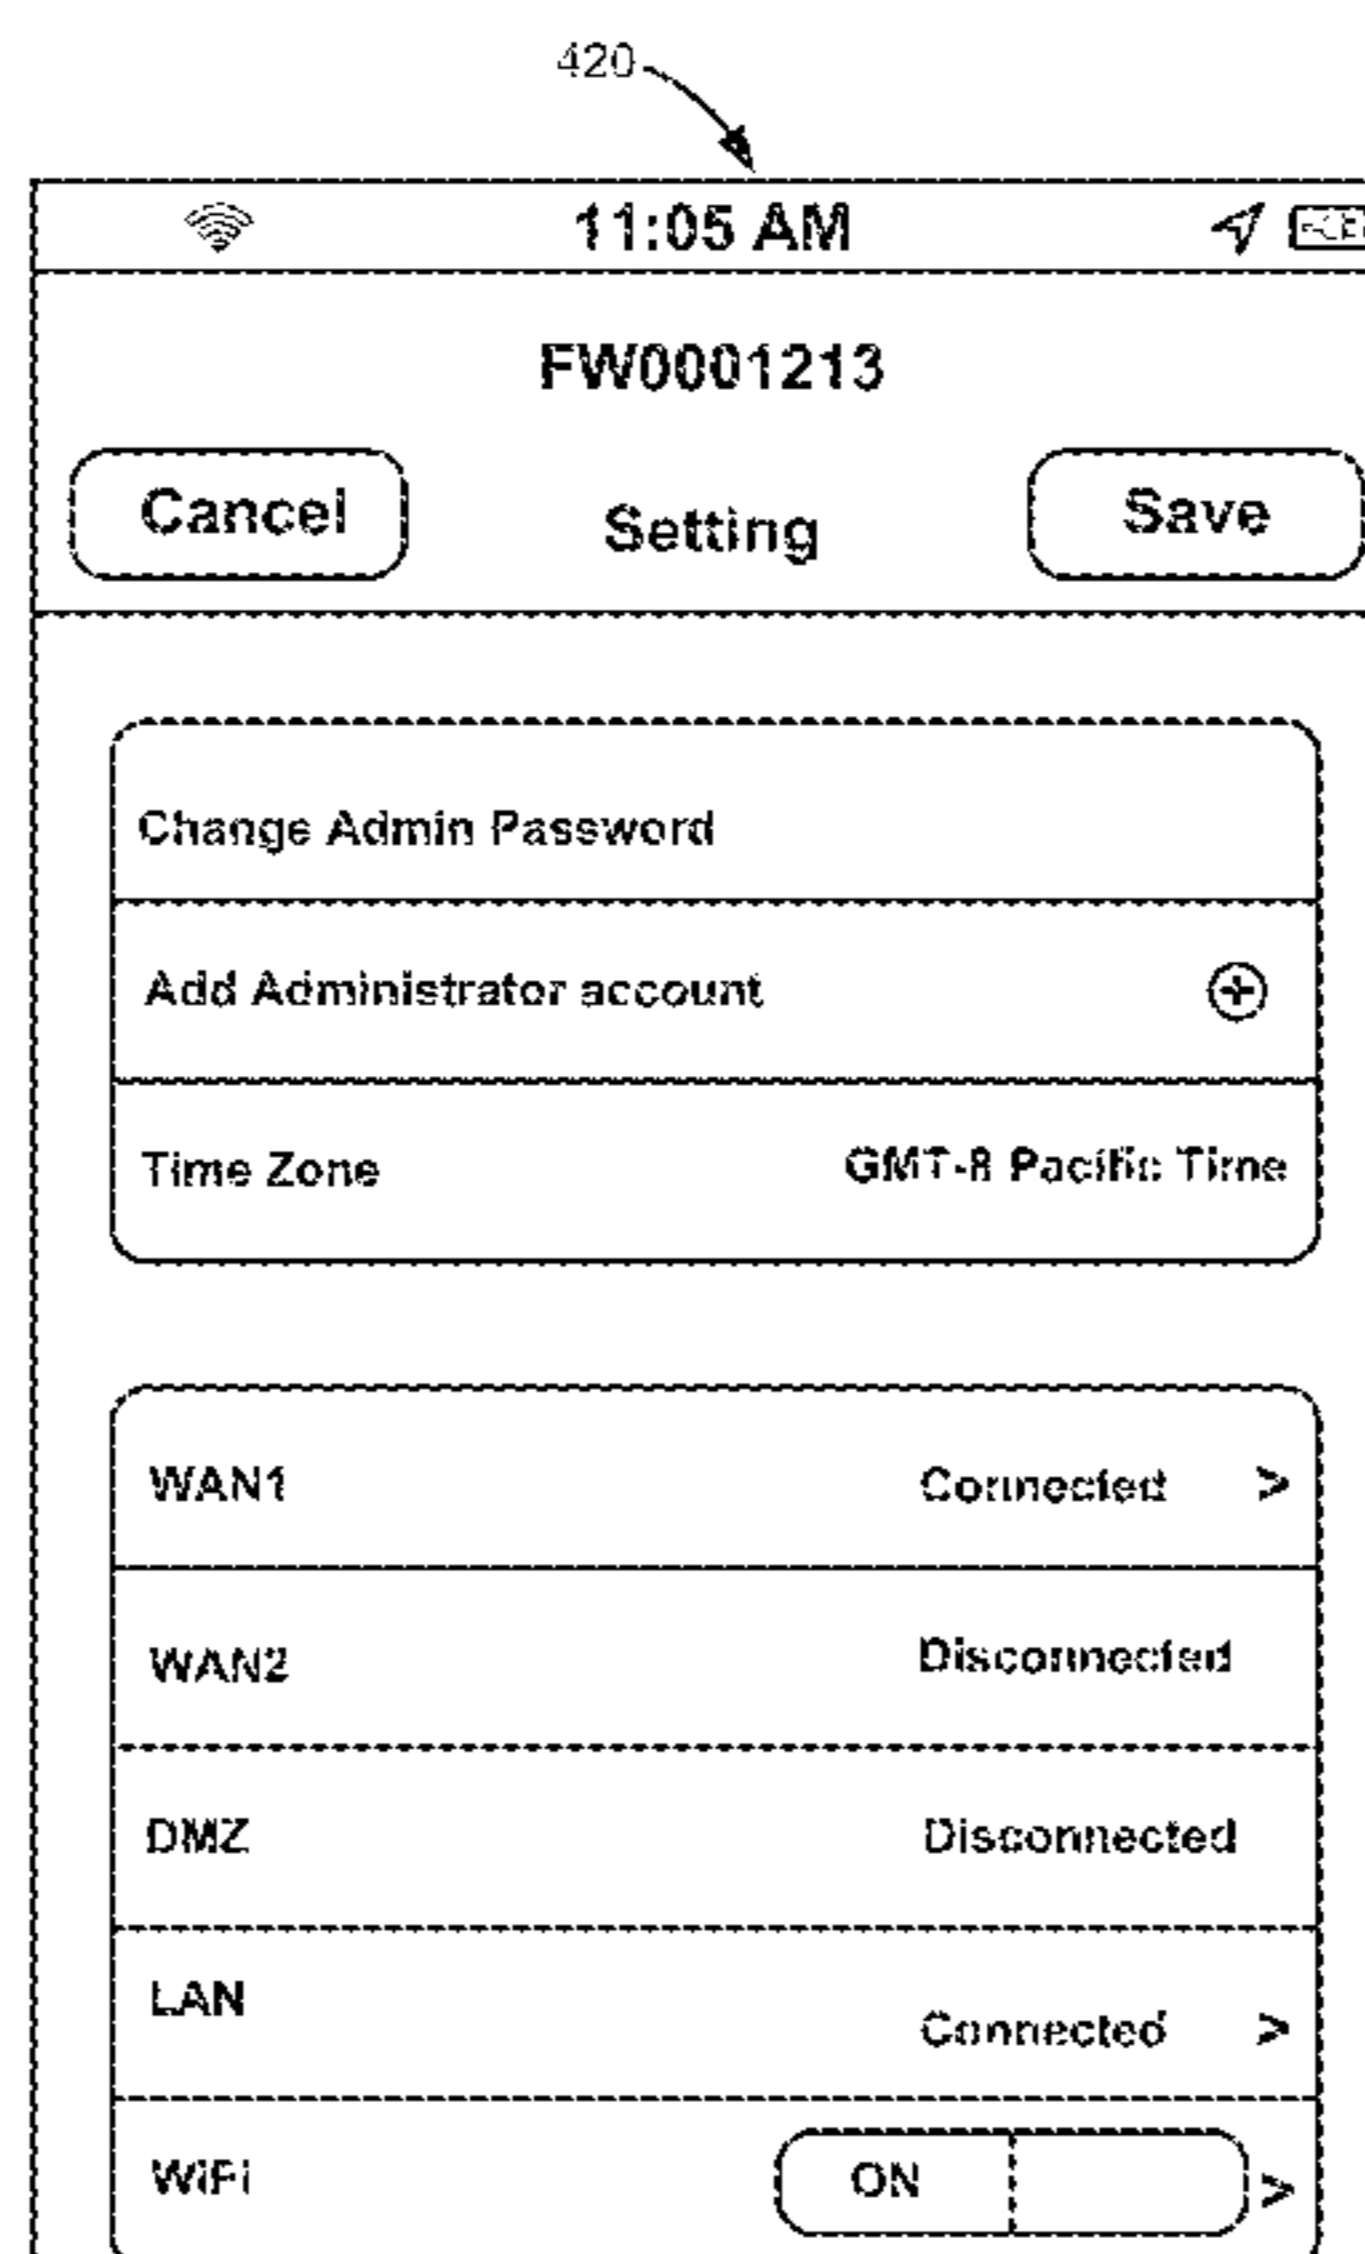 420
11:05 AM
FW0001213
Cancel Setting Save
Change Admin Password
Add Administrator account
Time Zone GMT-8 Pacific Time
WAN1 Connected >
WAN2 Disconnected
DMZ Disconnected
LAN Connected >
WiFi ON >